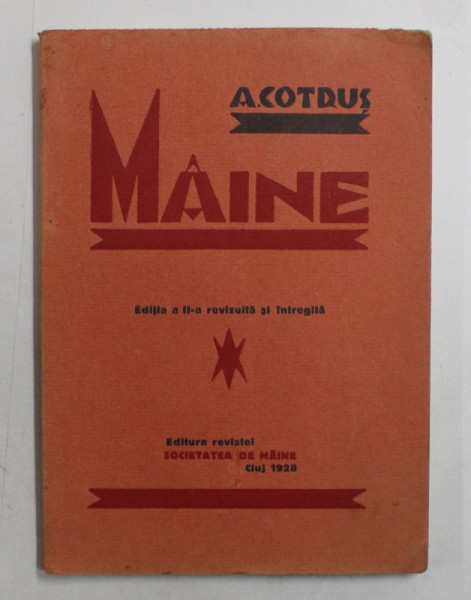 A. COTRUȘ
MÂINE
Ediția a II-a revizuită și întregită
Editura revistei
SOCIETATEA DE MÂINE
Cluj 1928